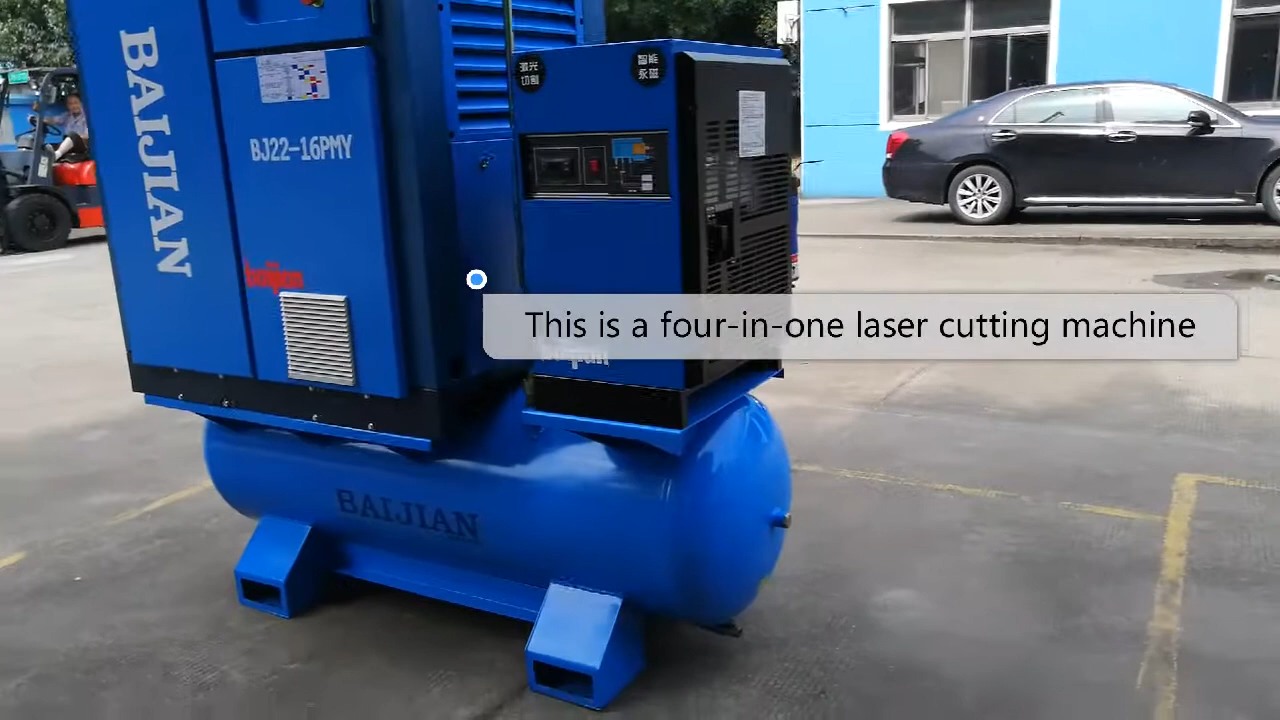 BAIJIAN
BJ22-16PMY
baijian
激光
切割
智能
永磁
This is a four-in-one laser cutting machine
baijian
BAIJIAN